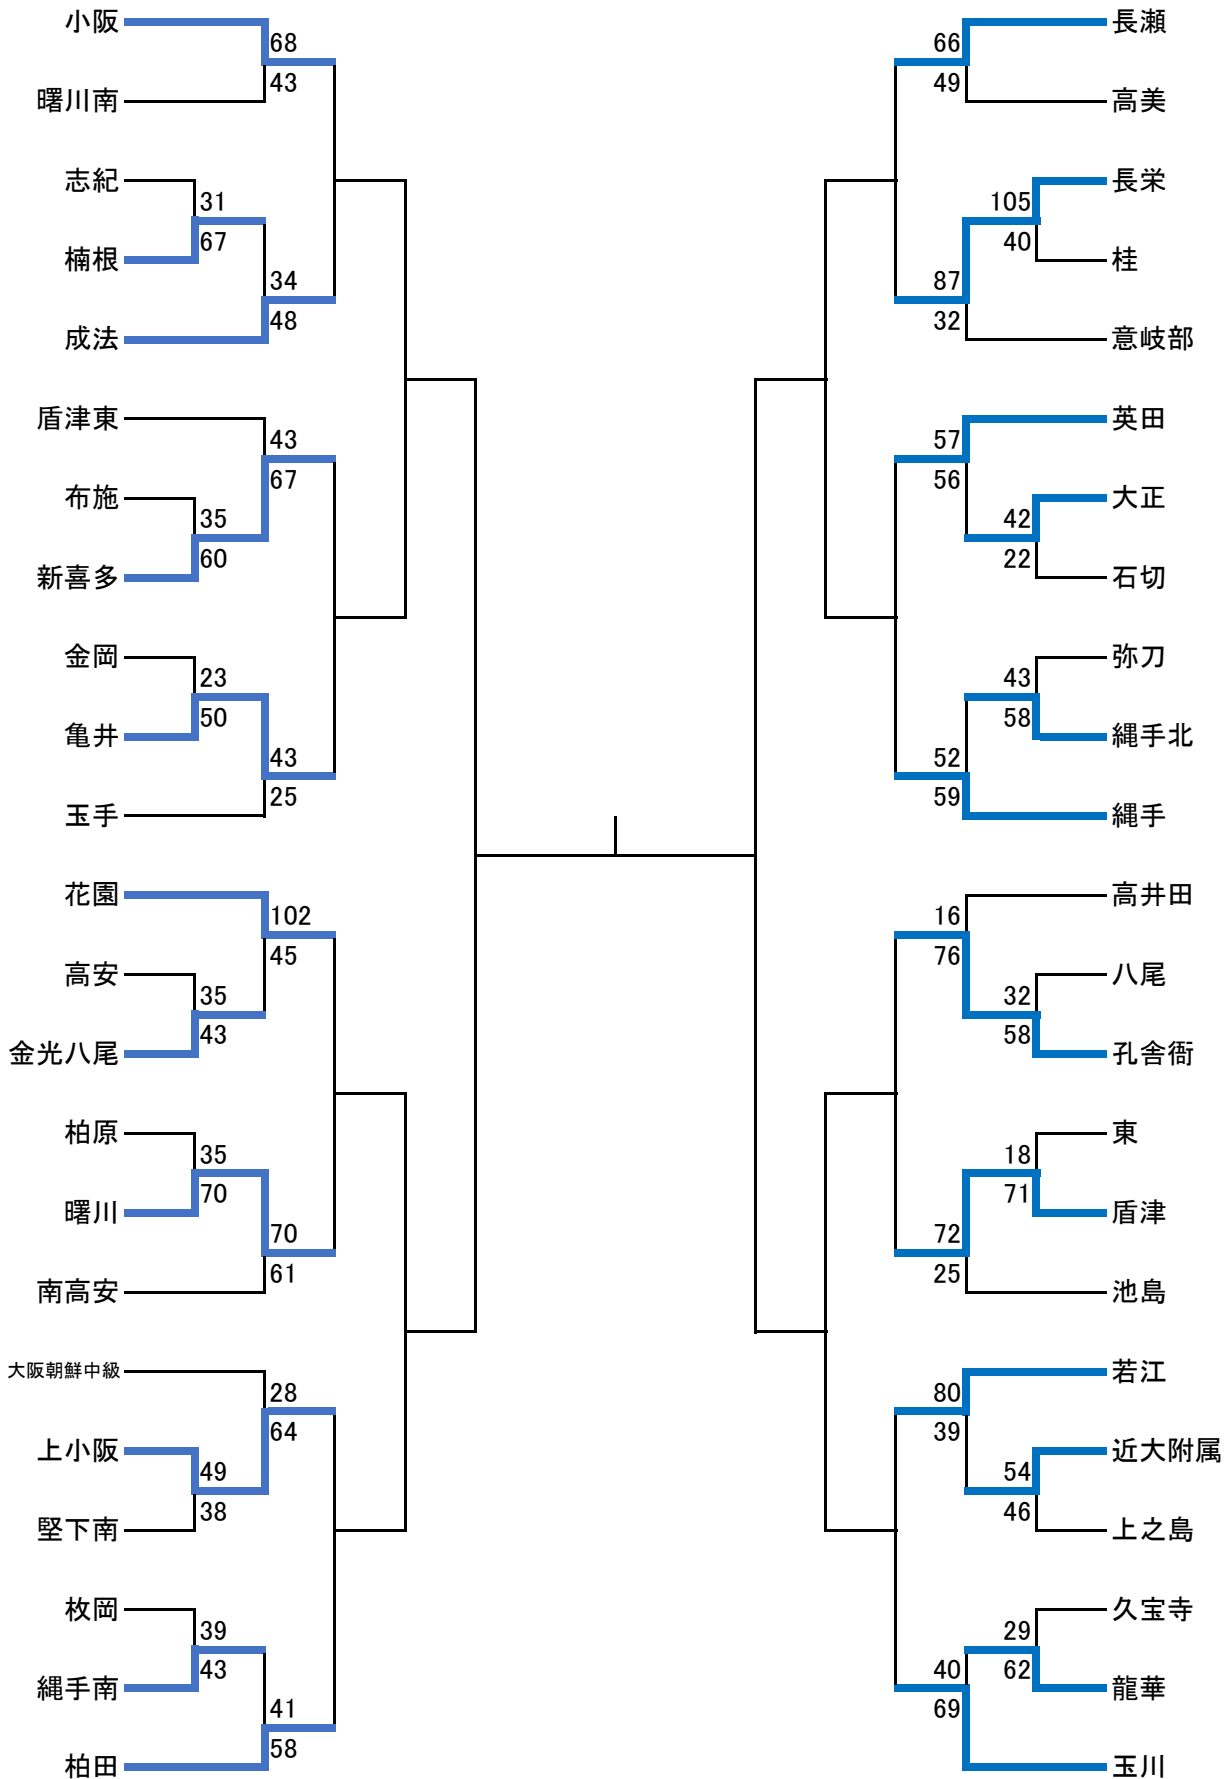 小阪
68
43
曙川南
志紀
31
67
楠根
34
48
成法
盾津東
43
67
布施
35
60
新喜多
金岡
23
50
亀井
43
25
玉手
花園
102
45
高安
35
43
金光八尾
柏原
35
70
曙川
70
61
南高安
大阪朝鮮中級
28
64
上小阪
49
38
堅下南
枚岡
39
43
縄手南
41
58
柏田
長瀬
66
49
高美
長栄
105
40
桂
87
32
意岐部
英田
57
56
大正
42
22
石切
弥刀
43
58
縄手北
52
59
縄手
高井田
16
76
八尾
32
58
孔舎衙
東
18
71
盾津
72
25
池島
若江
80
39
近大附属
54
46
上之島
久宝寺
29
62
龍華
40
69
玉川